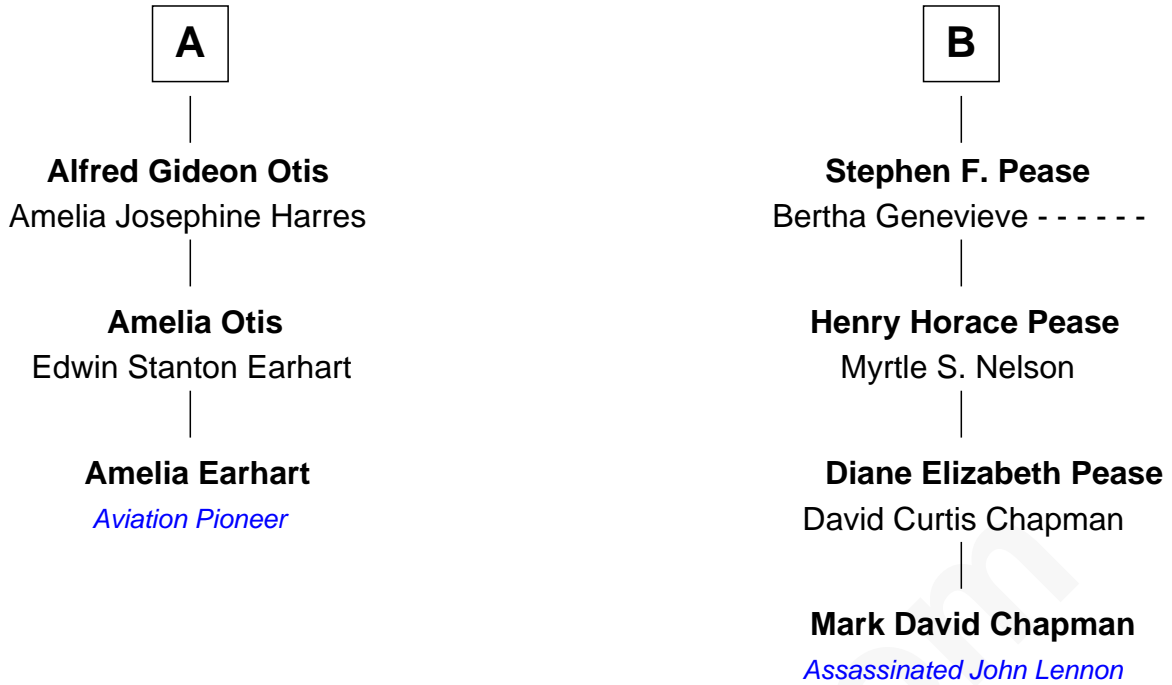 A
Alfred Gideon Otis
Amelia Josephine Harres
Amelia Otis
Edwin Stanton Earhart
Amelia Earhart
Aviation Pioneer
B
Stephen F. Pease
Bertha Genevieve - - - - - -
Henry Horace Pease
Myrtle S. Nelson
Diane Elizabeth Pease
David Curtis Chapman
Mark David Chapman
Assassinated John Lennon
om